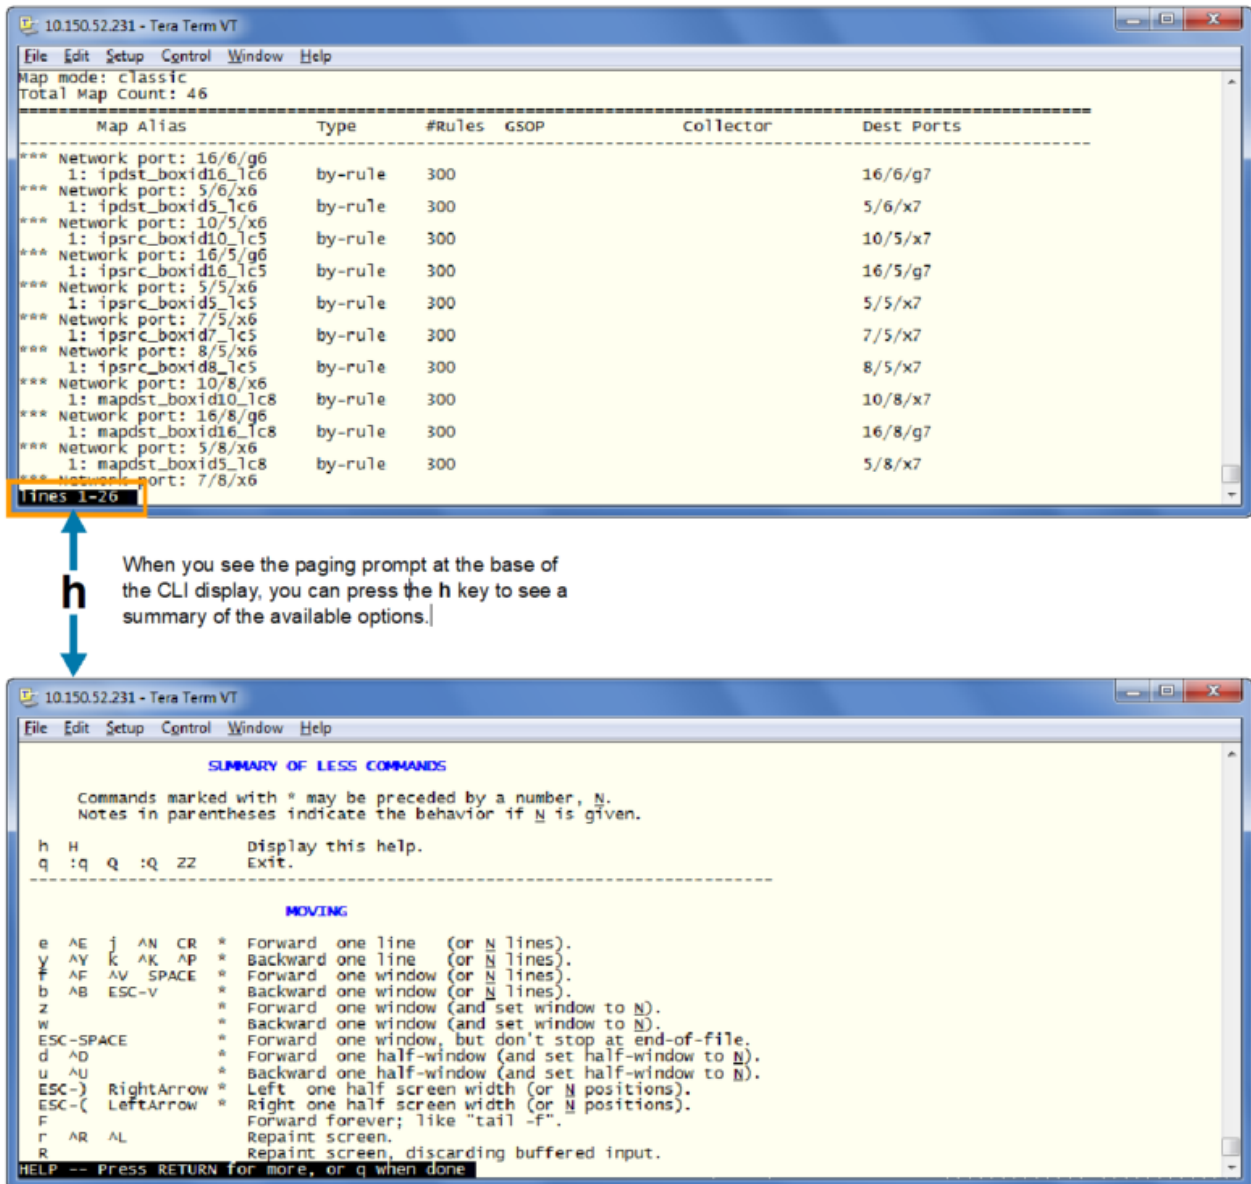 10.150.52.231 - Tera Term VT
File Edit Setup Control Window Help
Map mode: classic
Total Map Count: 46
Map Alias Type #Rules GSOP Collector Dest Ports
*** Network port: 16/6/g6
1: ipdst_boxid16_lc6 by-rule 300 16/6/g7
*** Network port: 5/6/x6
1: ipdst_boxid5_lc6 by-rule 300 5/6/x7
*** Network port: 10/5/x6
1: ipsrc_boxid10_lc5 by-rule 300 10/5/x7
*** Network port: 16/5/g6
1: ipsrc_boxid16_lc5 by-rule 300 16/5/g7
*** Network port: 5/5/x6
1: ipsrc_boxid5_lc5 by-rule 300 5/5/x7
*** Network port: 7/5/x6
1: ipsrc_boxid7_lc5 by-rule 300 7/5/x7
*** Network port: 8/5/x6
1: ipsrc_boxid8_lc5 by-rule 300 8/5/x7
*** Network port: 10/8/x6
1: mapdst_boxid10_lc8 by-rule 300 10/8/x7
*** Network port: 16/8/g6
1: mapdst_boxid16_lc8 by-rule 300 16/8/g7
*** Network port: 5/8/x6
1: mapdst_boxid5_lc8 by-rule 300 5/8/x7
*** Network port: 7/8/x6
lines 1-26
h
When you see the paging prompt at the base of
the CLI display, you can press the h key to see a
summary of the available options.
10.150.52.231 - Tera Term VT
File Edit Setup Control Window Help
SUMMARY OF LESS COMMANDS
Commands marked with * may be preceded by a number, N.
Notes in parentheses indicate the behavior if N is given.
h H Display this help.
q :q Q :Q ZZ Exit.
MOVING
e ^E j ^N CR * Forward one line (or N lines).
y ^Y k ^K ^P * Backward one line (or N lines).
f ^F ^V SPACE * Forward one window (or N lines).
b ^B ESC-v * Backward one window (or N lines).
z * Forward one window (and set window to N).
w * Backward one window (and set window to N).
ESC-SPACE * Forward one window, but don't stop at end-of-file.
d ^D * Forward one half-window (and set half-window to N).
u ^U * Backward one half-window (and set half-window to N).
ESC-) RightArrow * Left one half screen width (or N positions).
ESC-( LeftArrow * Right one half screen width (or N positions).
F Forward forever; like "tail -f".
r ^R ^L Repaint screen.
R Repaint screen, discarding buffered input.
HELP -- Press RETURN for more, or q when done